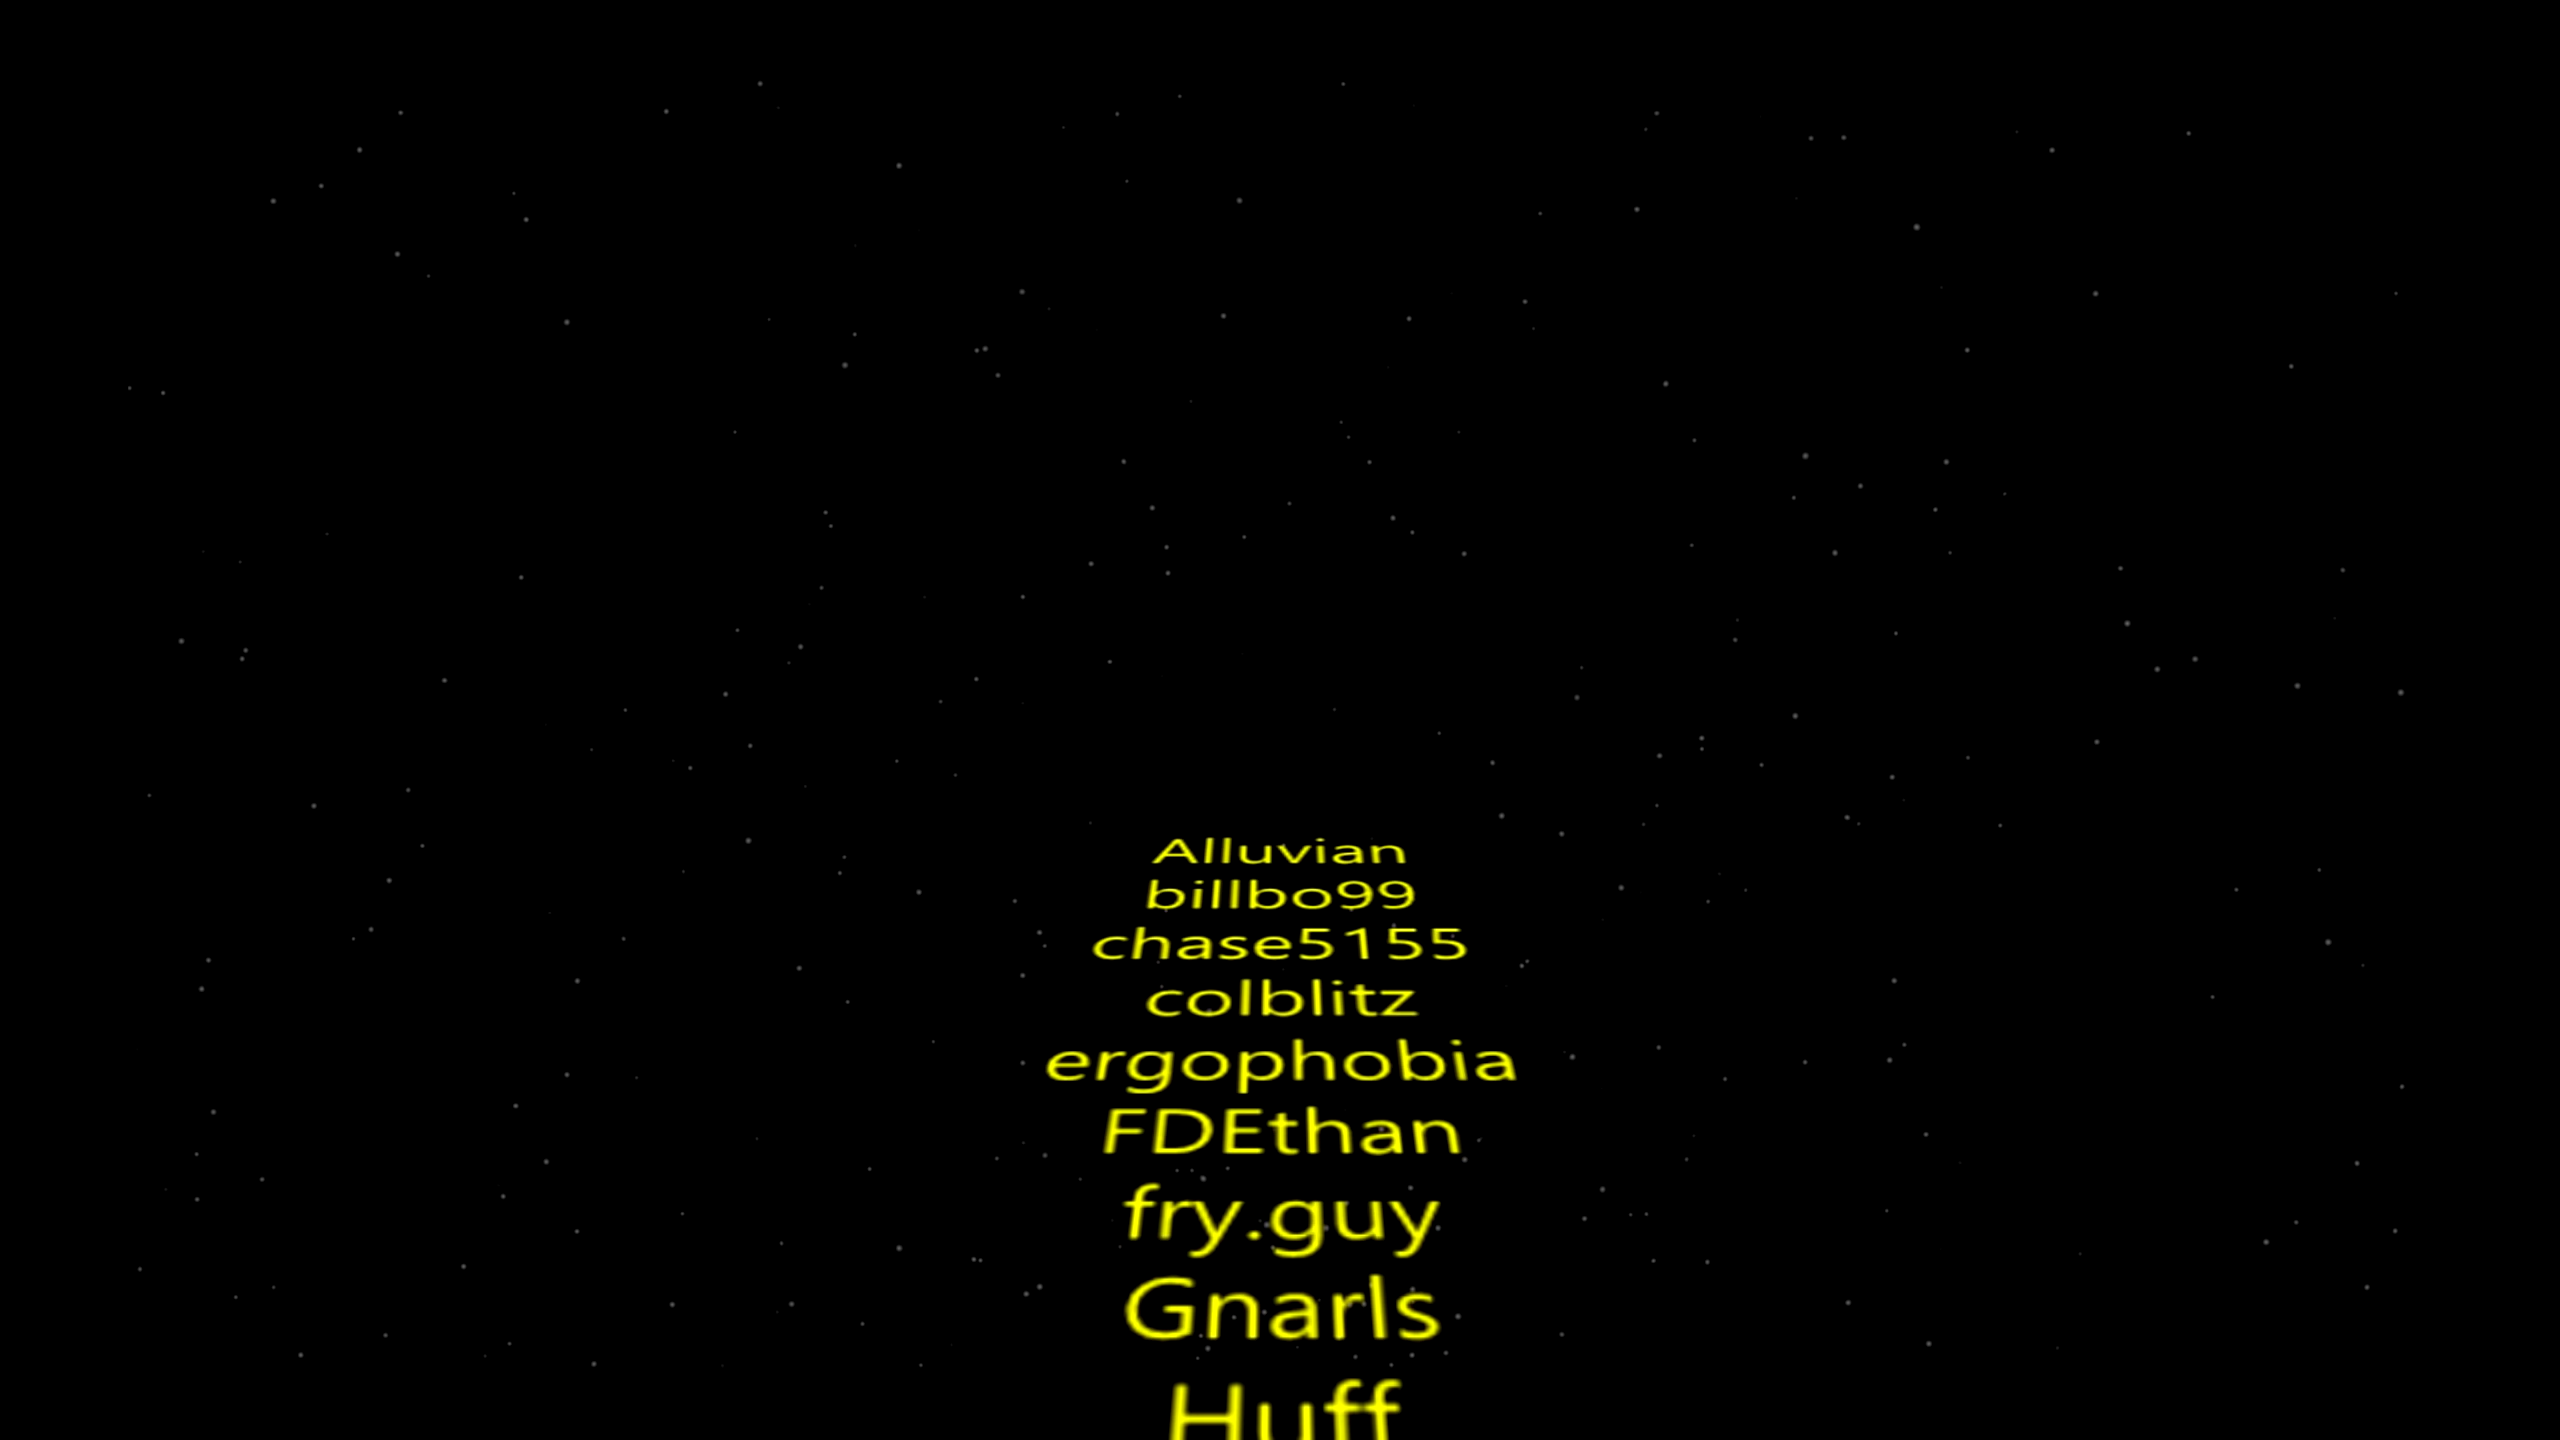 Alluvian
billbo99
chase5155
colblitz
ergophobia
FDEthan
fry.guy
Gnarls
Huff